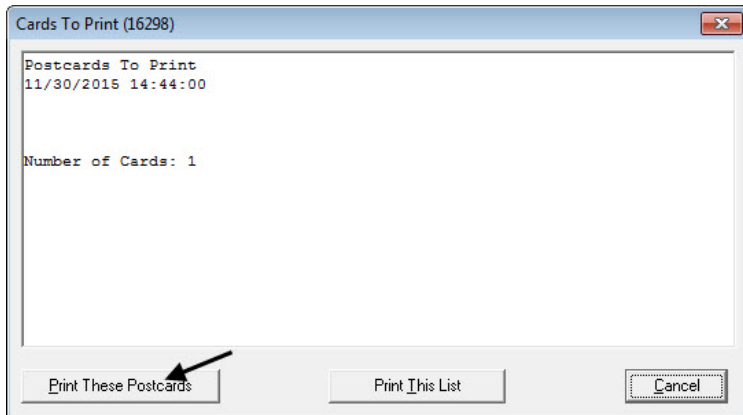 Cards To Print (16298)
Postcards To Print
11/30/2015 14:44:00
Number of Cards: 1
Print These Postcards
Print This List
Cancel